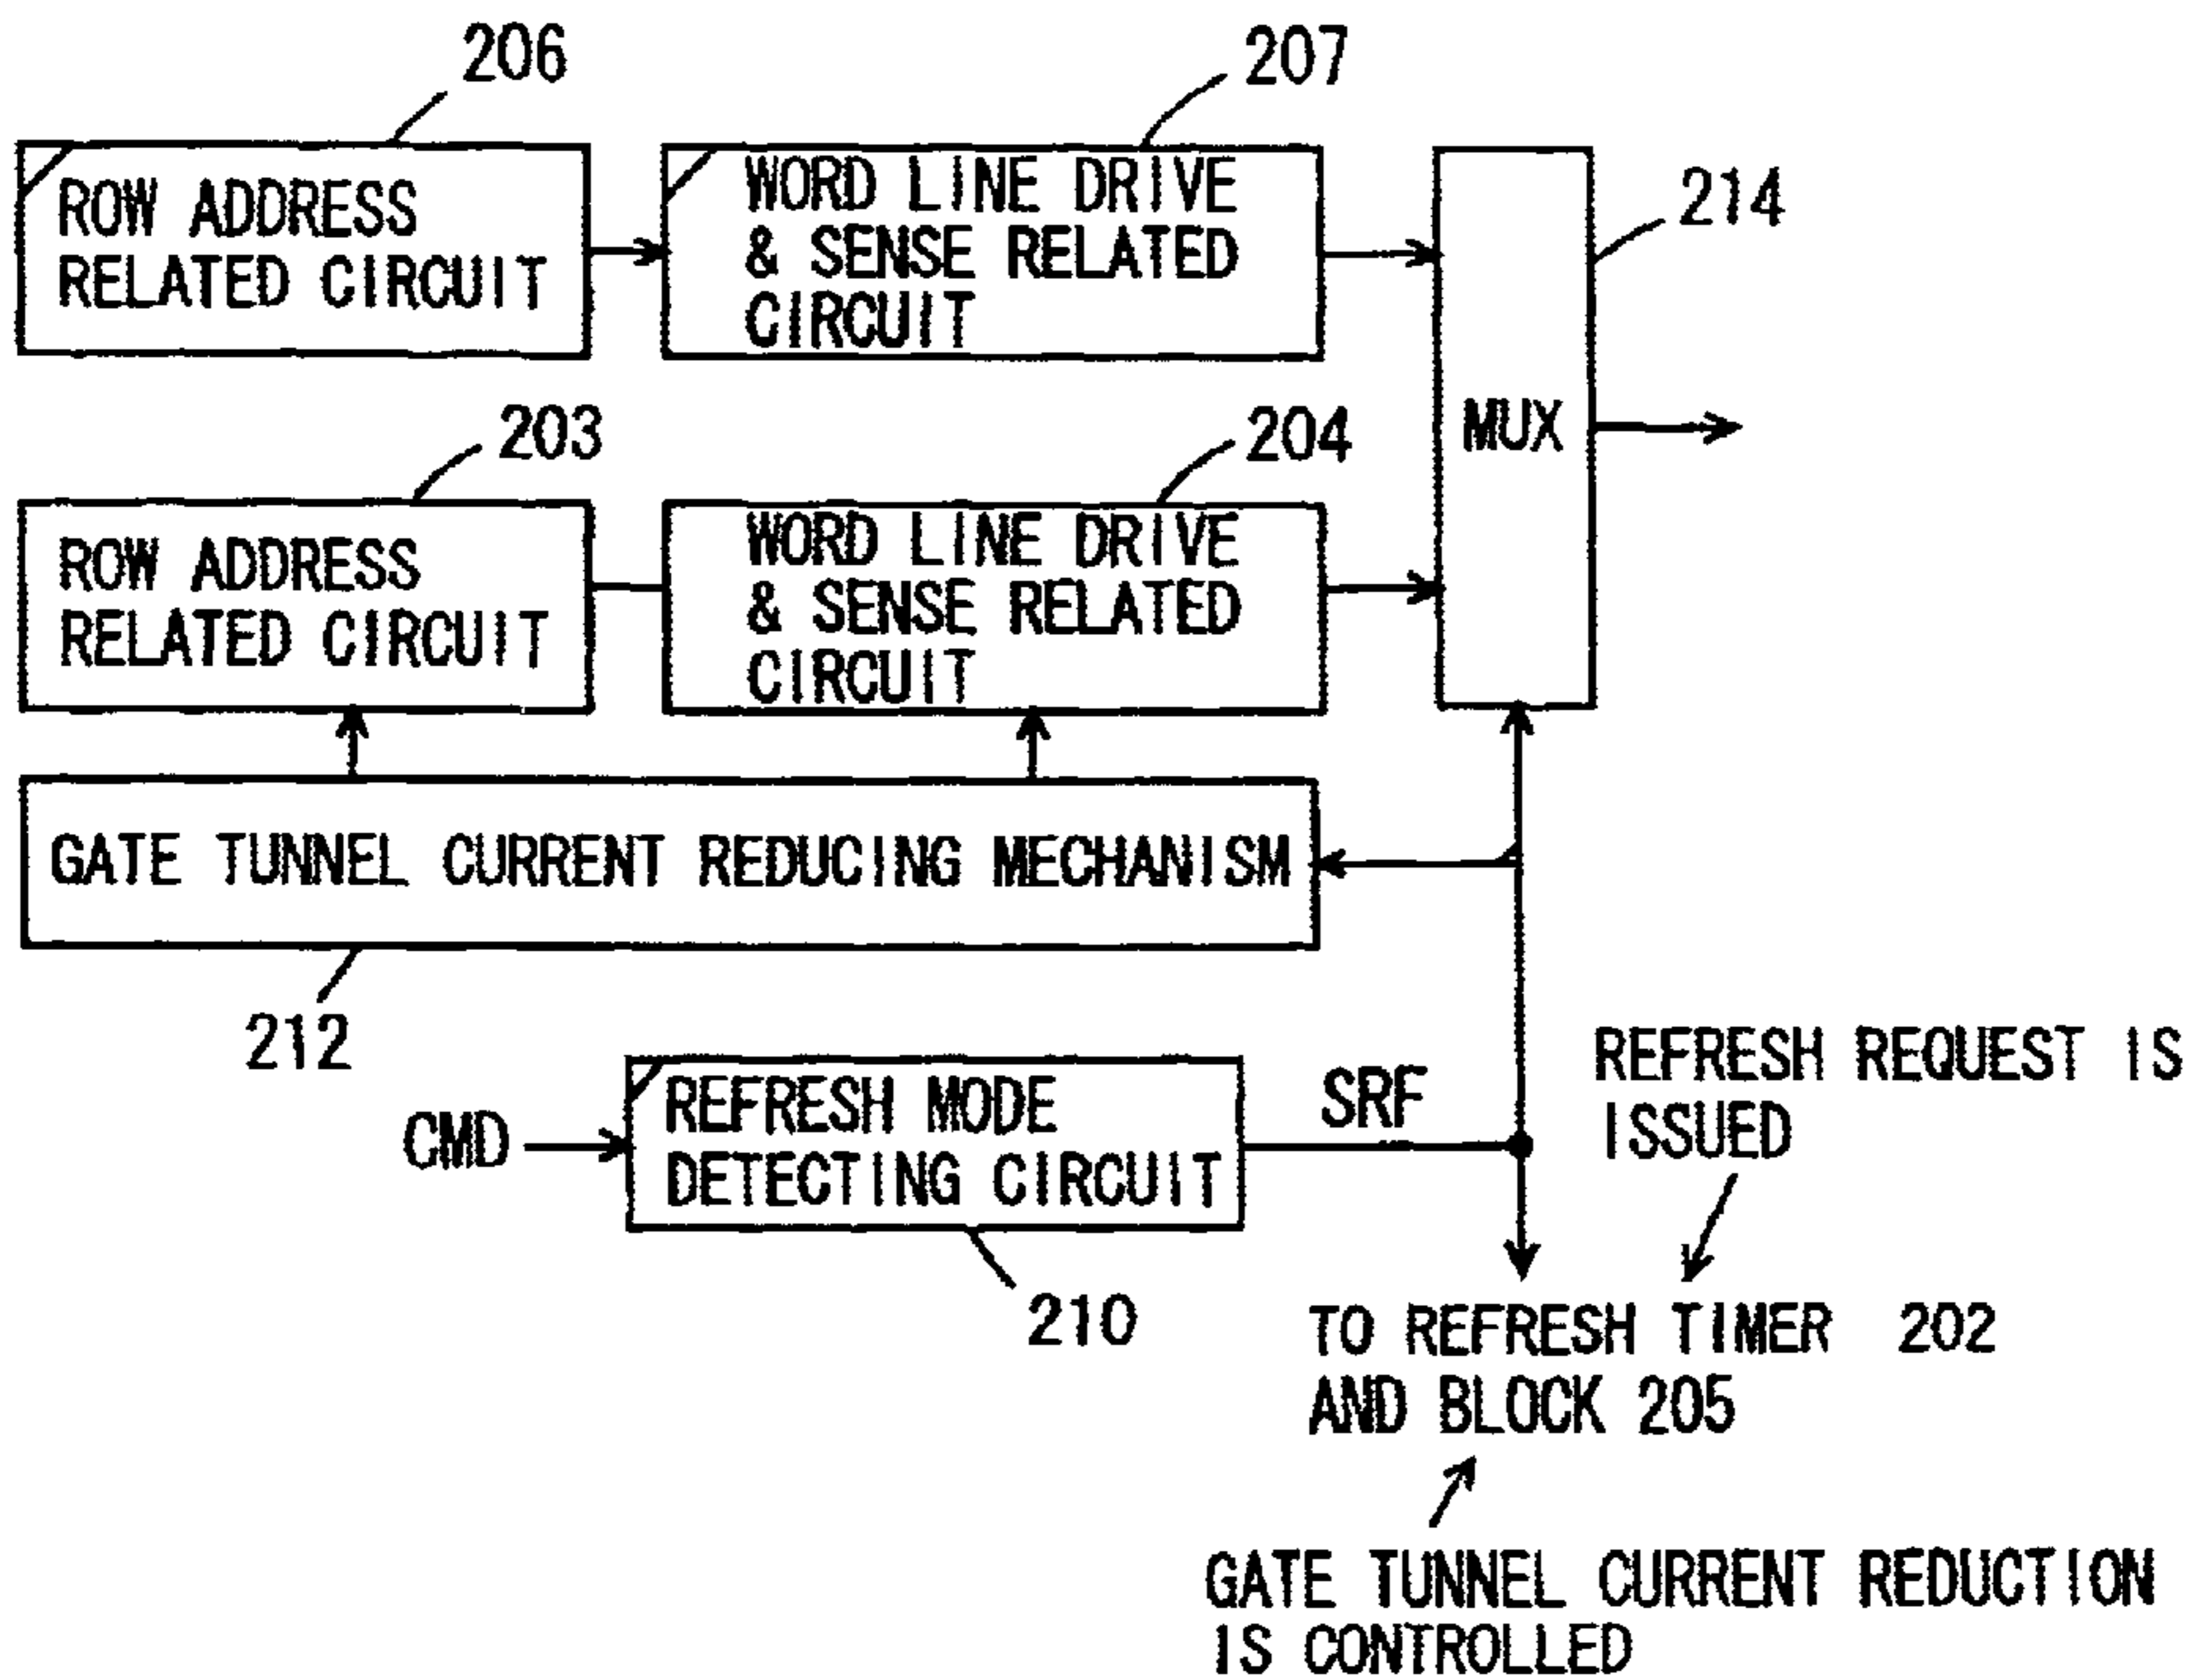 206
207
ROW ADDRESS
RELATED CIRCUIT
WORD LINE DRIVE
& SENSE RELATED
CIRCUIT
214
MUX
203
204
ROW ADDRESS
RELATED CIRCUIT
WORD LINE DRIVE
& SENSE RELATED
CIRCUIT
GATE TUNNEL CURRENT REDUCING MECHANISM
212
CMD
REFRESH MODE
DETECTING CIRCUIT
210
SRF
REFRESH REQUEST IS
ISSUED
TO REFRESH TIMER 202
AND BLOCK 205
GATE TUNNEL CURRENT REDUCTION
IS CONTROLLED